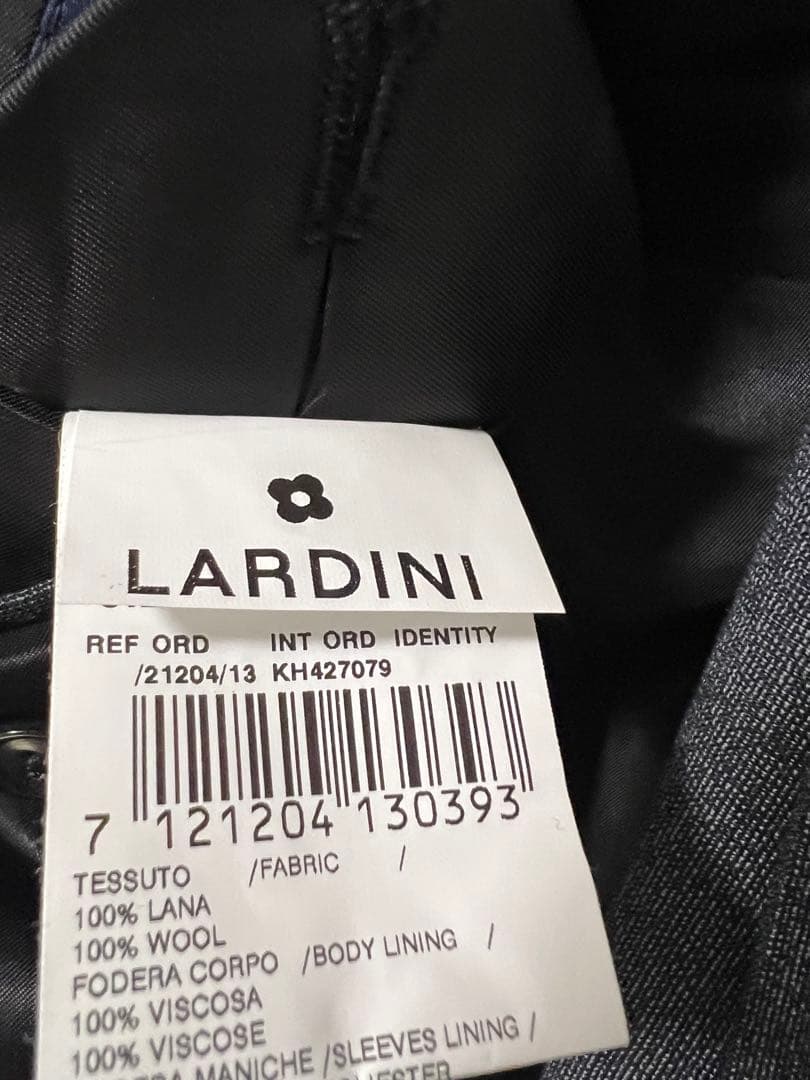 LARDINI
REF ORD INT ORD IDENTITY
/21204/13 KH427079
7 121204 130393
TESSUTO /FABRIC /
100% LANA
100% WOOL
FODERA CORPO /BODY LINING /
100% VISCOSA
100% VISCOSE
MANICHE /SLEEVES LINING /